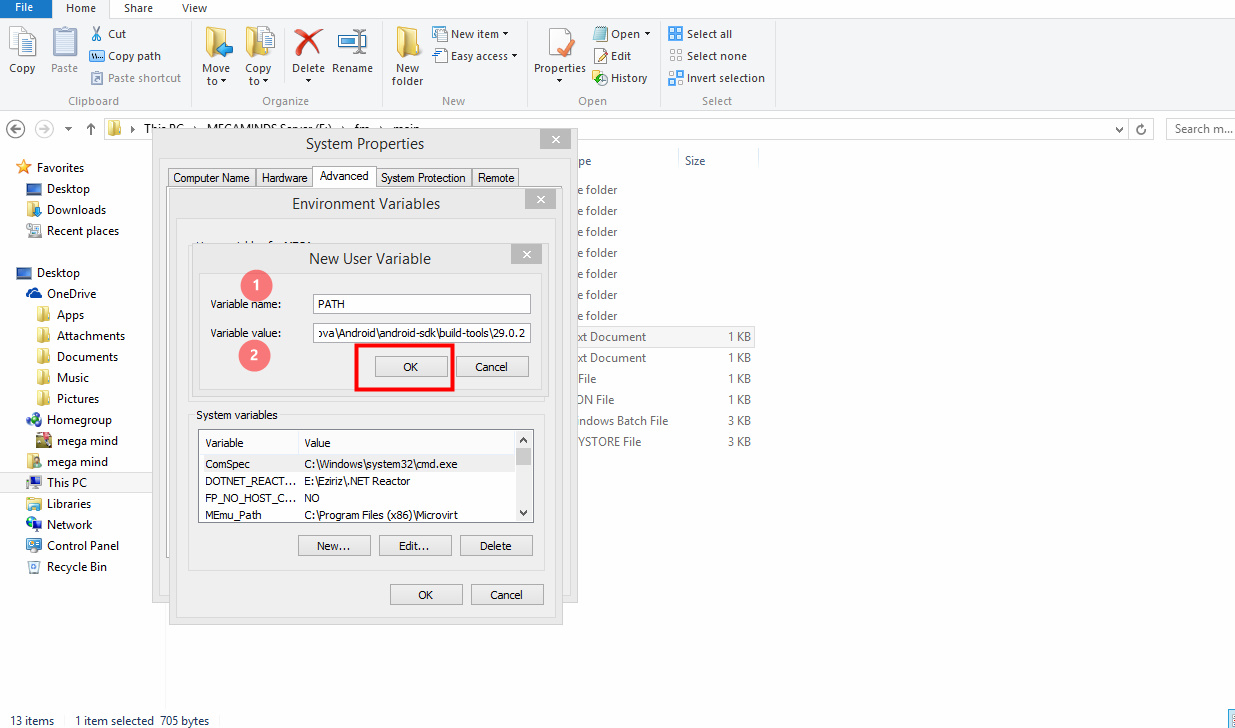 File Home Share View
Copy
Paste
Cut
Copy path
Paste shortcut
Clipboard
Move to
Copy to
Delete
Rename
Organize
New folder
New item
Easy access
New
Properties
Open
Edit
History
Open
Select all
Select none
Invert selection
Select
Search m...
Favorites
Desktop
Downloads
Recent places
Desktop
OneDrive
Apps
Attachments
Documents
Music
Pictures
Homegroup
mega mind
mega mind
This PC
Libraries
Network
Control Panel
Recycle Bin
System Properties
Computer Name Hardware Advanced System Protection Remote
Environment Variables
New User Variable
1
Variable name: PATH
Variable value: ova\Android\android-sdk\build-tools\29.0.2
2
OK Cancel
System variables
Variable Value
ComSpec C:\Windows\system32\cmd.exe
DOTNET_REACT... E:\Eziriz\.NET Reactor
FP_NO_HOST_C... NO
MEmu_Path C:\Program Files (x86)\Microvirt
New... Edit... Delete
OK Cancel
pe Size
e folder
e folder
e folder
e folder
e folder
e folder
e folder
xt Document 1 KB
xt Document 1 KB
File 1 KB
ON File 1 KB
indows Batch File 3 KB
YSTORE File 3 KB
13 items 1 item selected 705 bytes